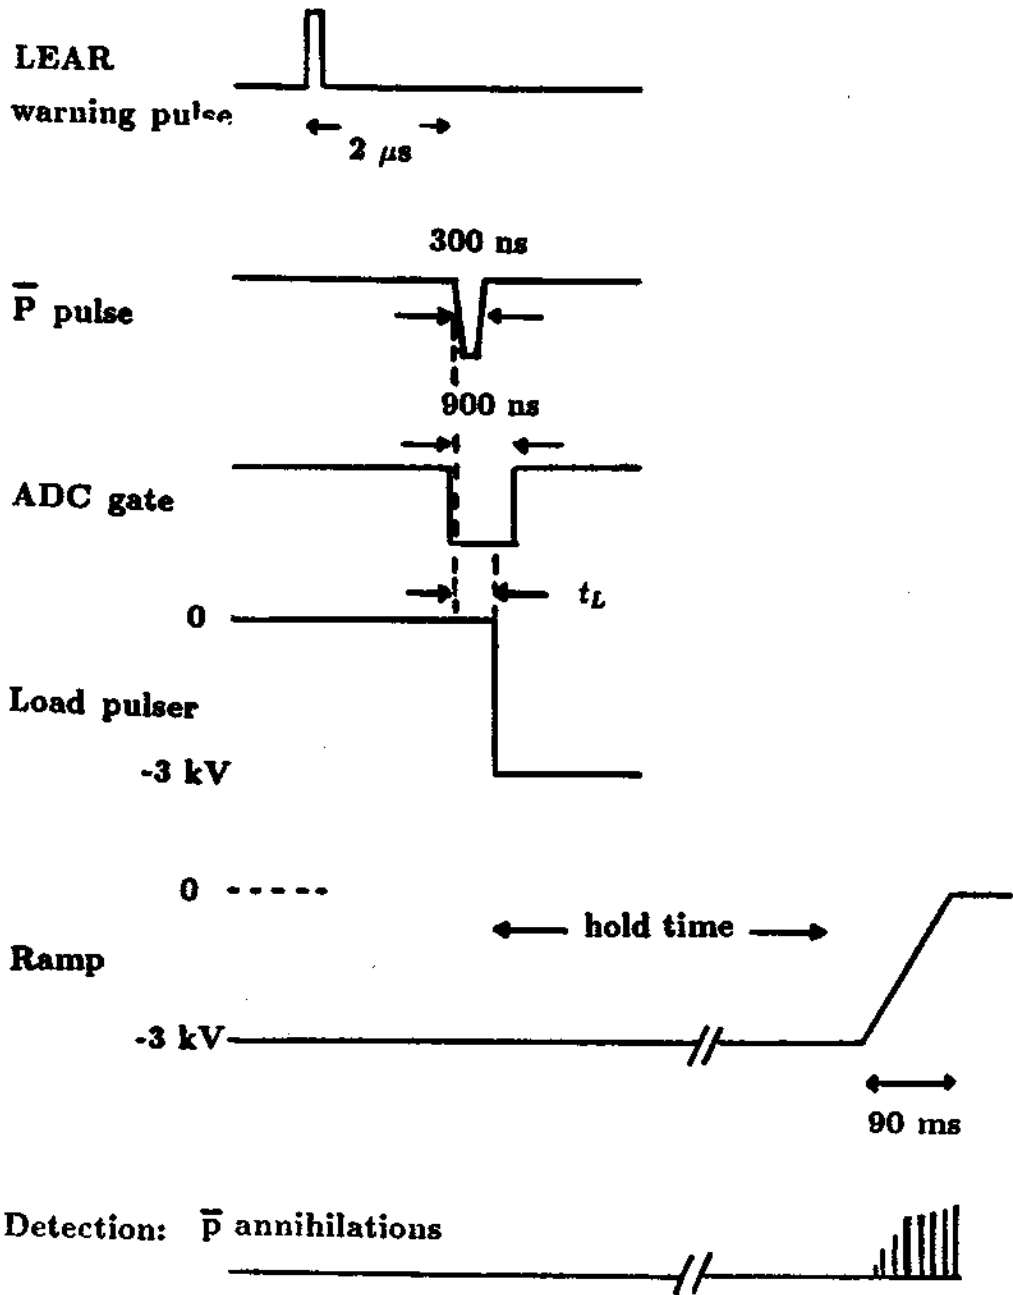 LEAR
warning pulse
2 μs
300 ns
P̅ pulse
900 ns
ADC gate
t_L
0
Load pulser
-3 kV
0
hold time
Ramp
-3 kV
90 ms
Detection: p̅ annihilations